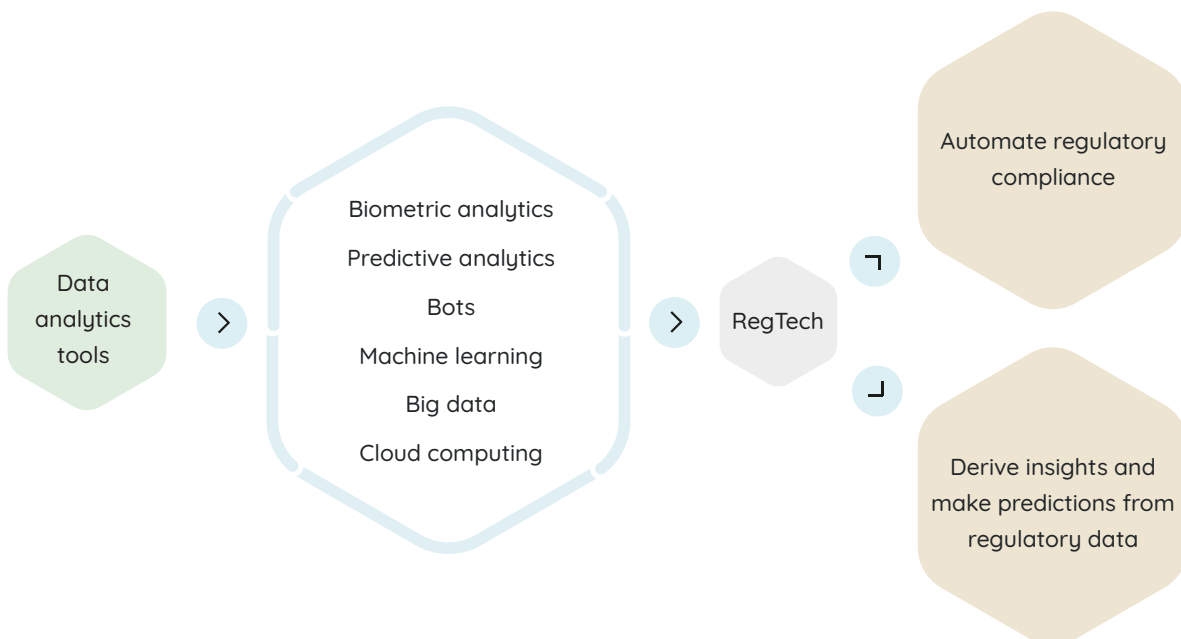 Data
analytics
tools
Biometric analytics
Predictive analytics
Bots
Machine learning
Big data
Cloud computing
RegTech
Automate regulatory
compliance
Derive insights and
make predictions from
regulatory data